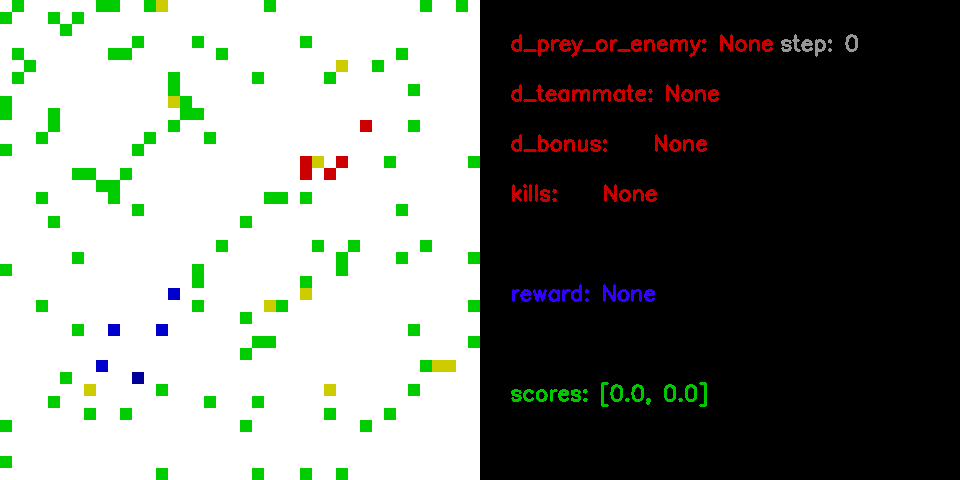 d_prey_or_enemy: None step: 0
d_teammate: None
d_bonus: None
kills: None
reward: None
scores: [0.0, 0.0]